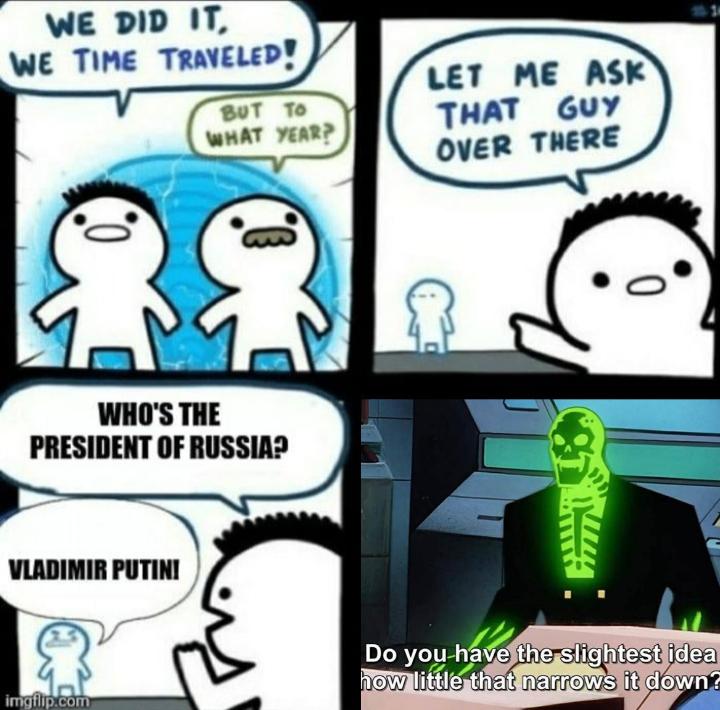 WE DID IT,
WE TIME TRAVELED!
BUT TO
WHAT YEAR?
LET ME ASK
THAT GUY
OVER THERE
WHO'S THE
PRESIDENT OF RUSSIA?
VLADIMIR PUTIN!
Do you have the slightest idea
how little that narrows it down?
imgflip.com